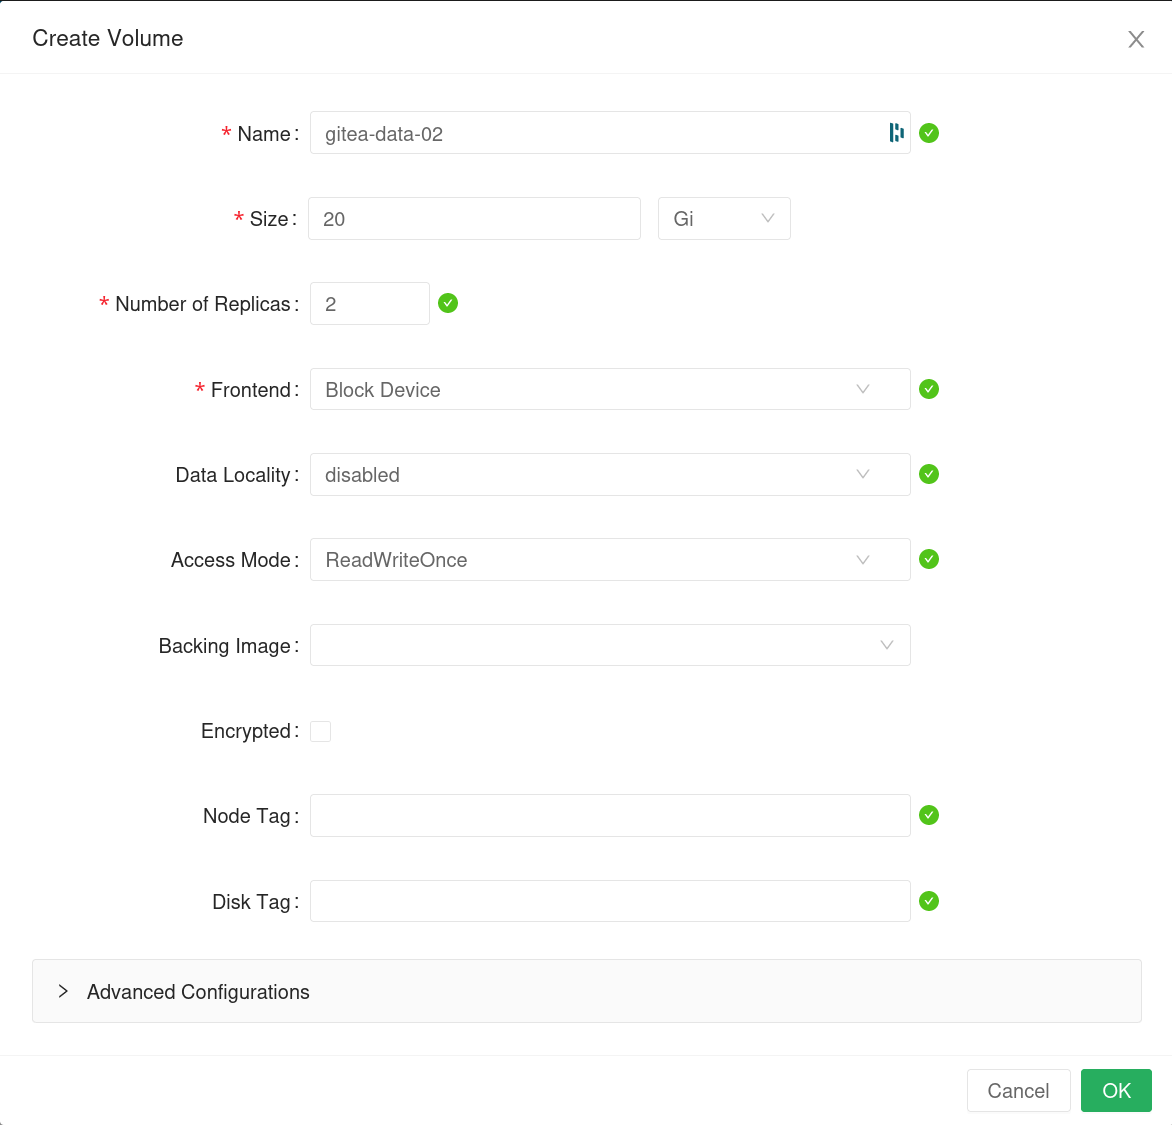 Create Volume
* Name: gitea-data-02
* Size: 20 Gi
* Number of Replicas: 2
* Frontend: Block Device
Data Locality: disabled
Access Mode: ReadWriteOnce
Backing Image:
Encrypted:
Node Tag:
Disk Tag:
Advanced Configurations
Cancel OK